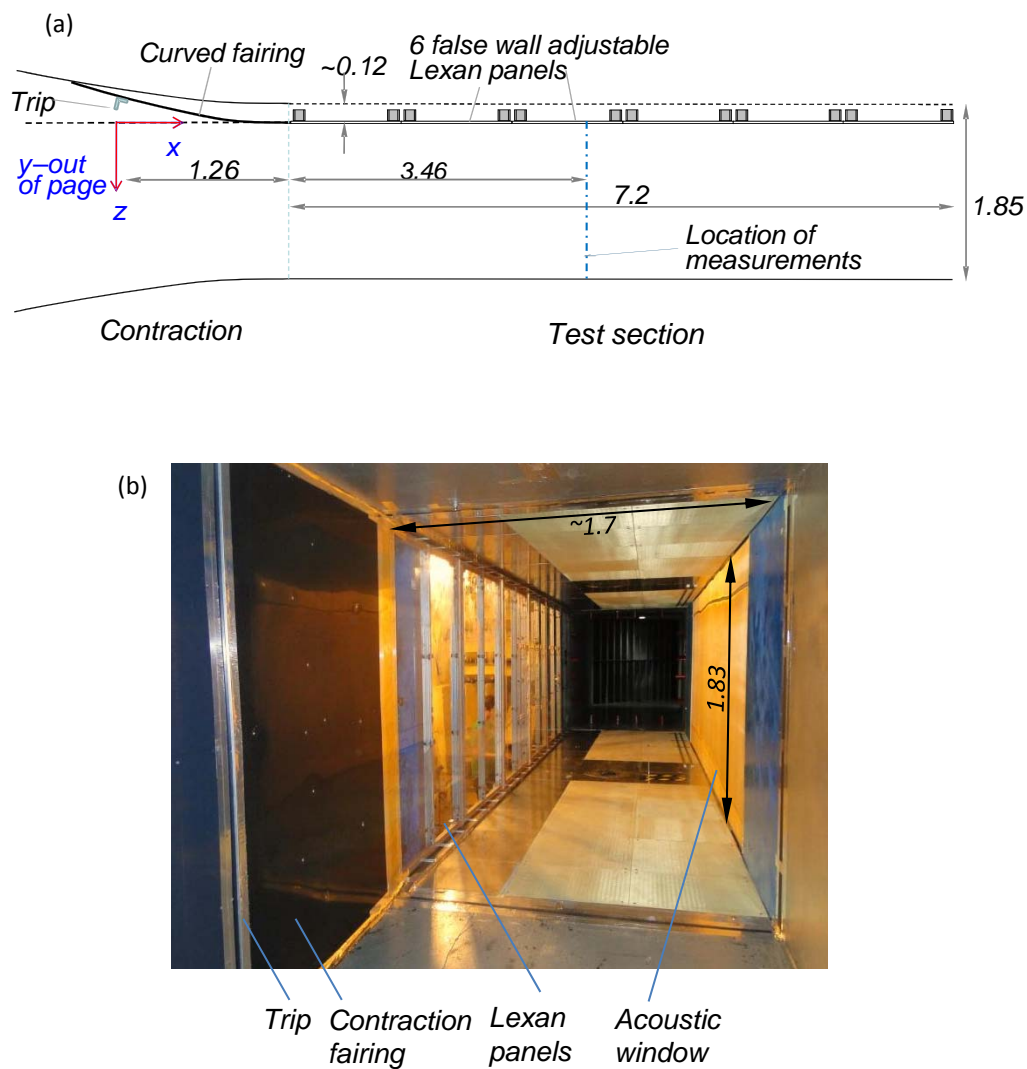 (a)
Curved fairing
~0.12
6 false wall adjustable
Lexan panels
Trip
x
y–out
of page
z
1.26
3.46
7.2
1.85
Location of
measurements
Contraction
Test section
(b)
~1.7
1.83
Trip
Contraction
fairing
Lexan
panels
Acoustic
window